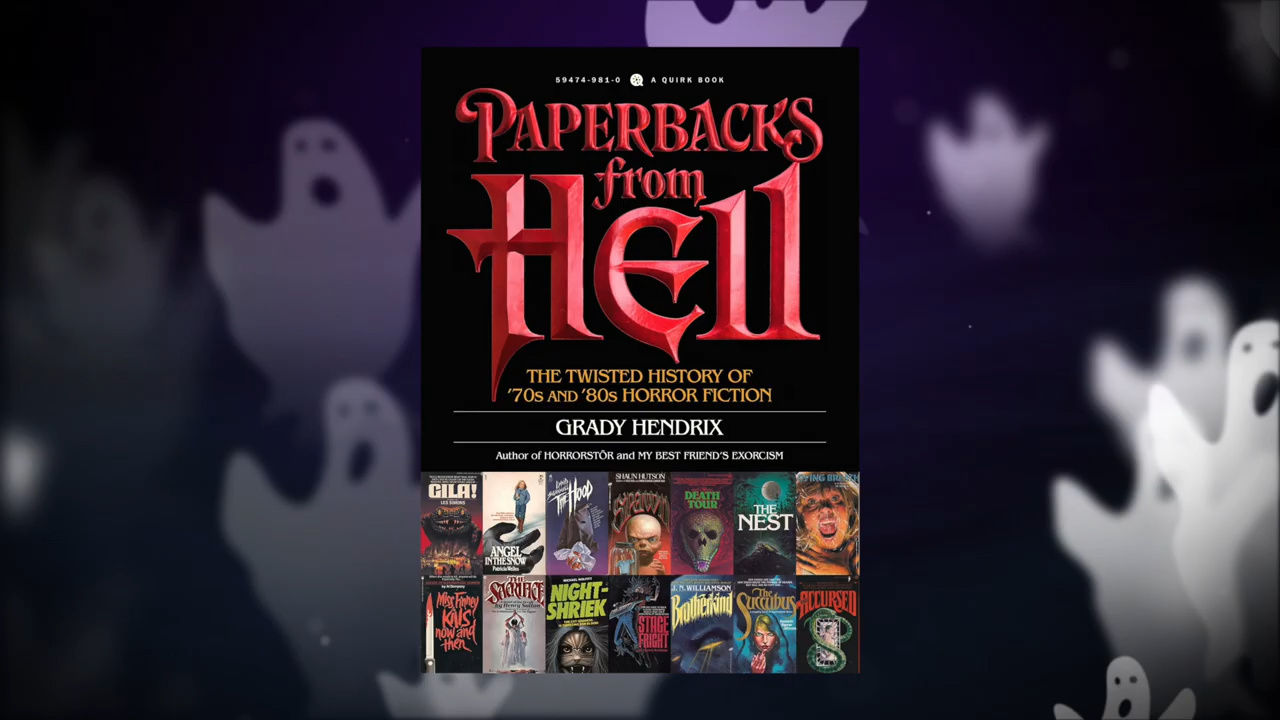 59474-981-0 A QUIRK BOOK
PAPERBACKS
from
HELL
THE TWISTED HISTORY OF
'70s AND '80s HORROR FICTION
GRADY HENDRIX
Author of HORRORSTÖR and MY BEST FRIEND'S EXORCISM
GILA!
LES SIMONS
ANGEL
IN THE SNOW
Patricia Welles
THE HOOD
SHAUN HUTSON
Spawn
DEATH
TOUR
THE
NEST
Miss Finney
KILLS
now and
then
THE
SACRIFICE
by Henry Sutton
NIGHT-
SHRIEK
STAGE
FRIGHT
J.N. WILLIAMSON
Brotherkind
The
Succubus
ACCURSED